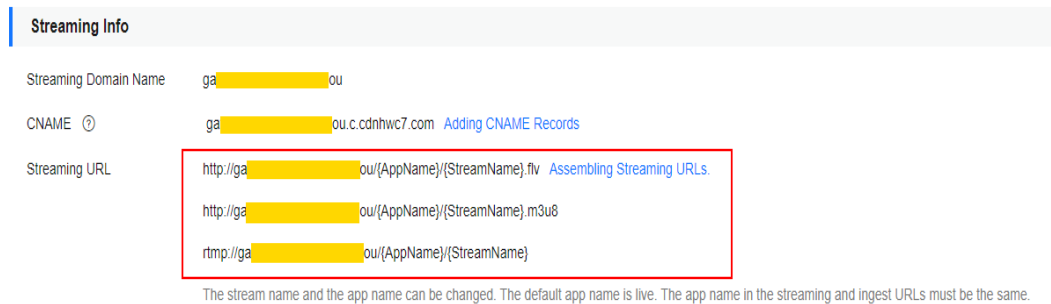 Streaming Info
Streaming Domain Name ga ou
CNAME ? ga ou.c.cdnhwc7.com Adding CNAME Records
Streaming URL http://ga ou/{AppName}/{StreamName}.flv Assembling Streaming URLs.
http://ga ou/{AppName}/{StreamName}.m3u8
rtmp://ga ou/{AppName}/{StreamName}
The stream name and the app name can be changed. The default app name is live. The app name in the streaming and ingest URLs must be the same.